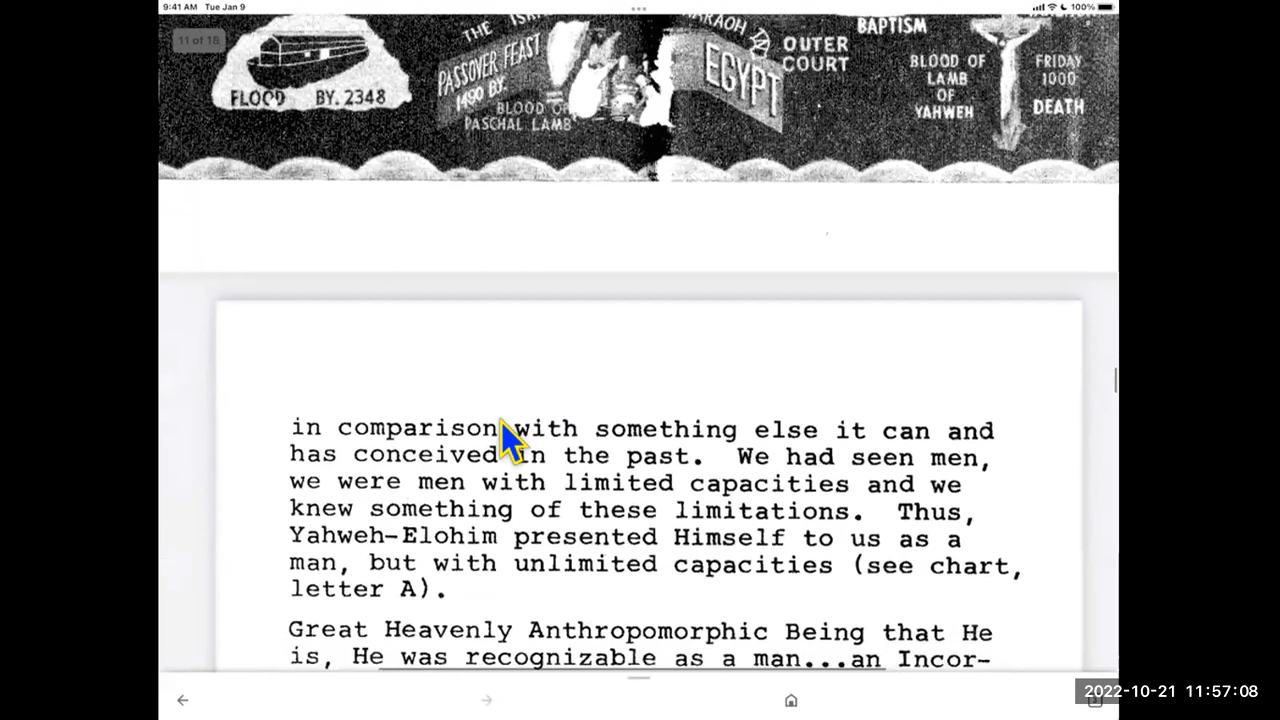 9:41 AM Tue Jan 9
100%
11 of 18
FLOOD BY. 2348
THE
PASSOVER FEAST
1490 BY.
BLOOD OF
PASCHAL LAMB
EGYPT
OUTER
COURT
BAPTISM
BLOOD OF
LAMB
OF
YAHWEH
FRIDAY
1000
DEATH
in comparison with something else it can and
has conceived in the past. We had seen men,
we were men with limited capacities and we
knew something of these limitations. Thus,
Yahweh-Elohim presented Himself to us as a
man, but with unlimited capacities (see chart,
letter A).
Great Heavenly Anthropomorphic Being that He
is, He was recognizable as a man...an Incor-
2022-10-21 11:57:08